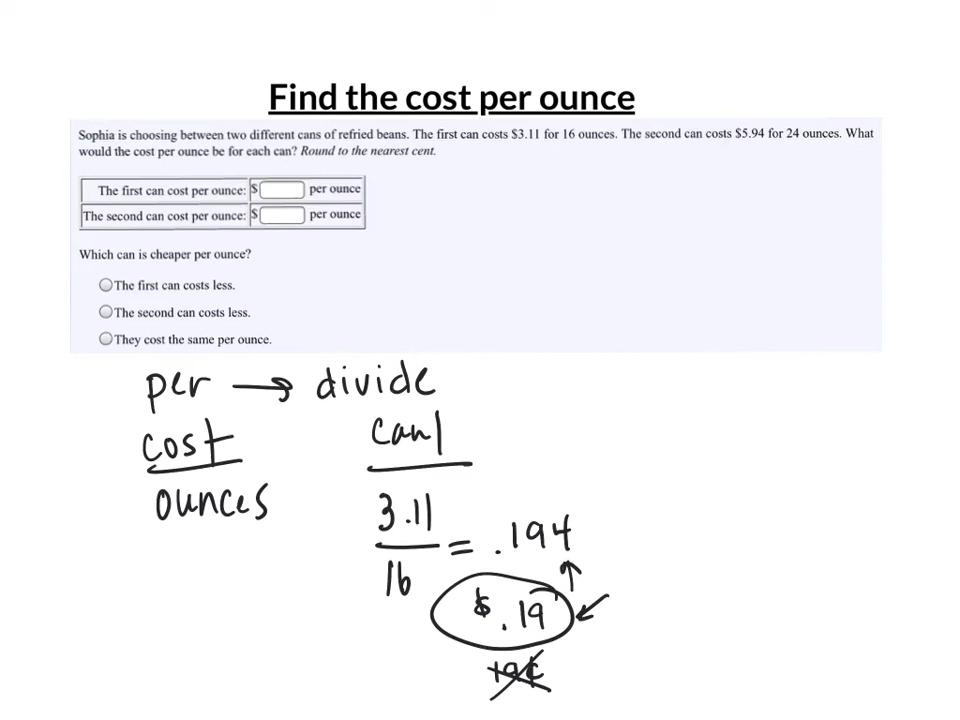 Find the cost per ounce
Sophia is choosing between two different cans of refried beans. The first can costs $3.11 for 16 ounces. The second can costs $5.94 for 24 ounces. What
would the cost per ounce be for each can? Round to the nearest cent.
The first can cost per ounce: $ per ounce
The second can cost per ounce: $ per ounce
Which can is cheaper per ounce?
The first can costs less.
The second can costs less.
They cost the same per ounce.
per → divide
cost
ounces
can 1
3.11
16
= .194
$ .19
19¢